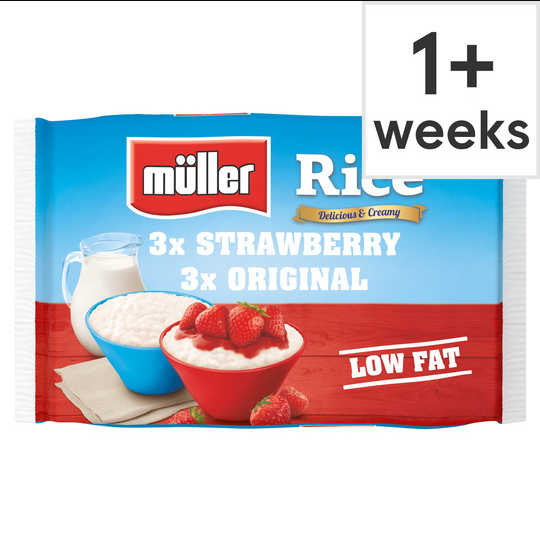 1+
weeks
müller
Rice
Delicious & Creamy
3x STRAWBERRY
3x ORIGINAL
LOW FAT